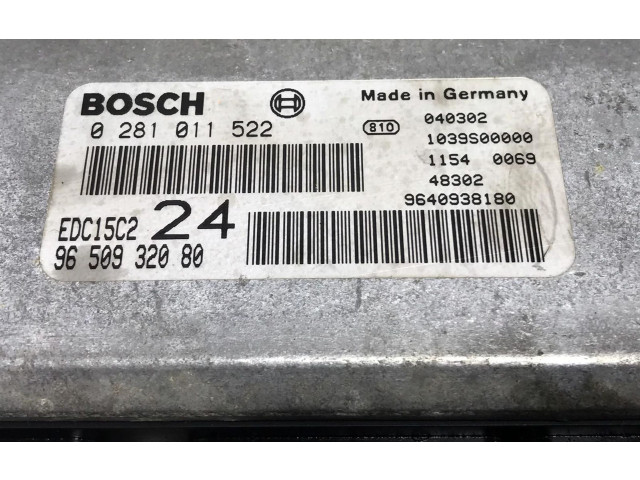 BOSCH
Made in Germany
0 281 011 522
810
040302
1039S00000
1154 0069
48302
9640938180
EDC15C2 24
96 509 320 80